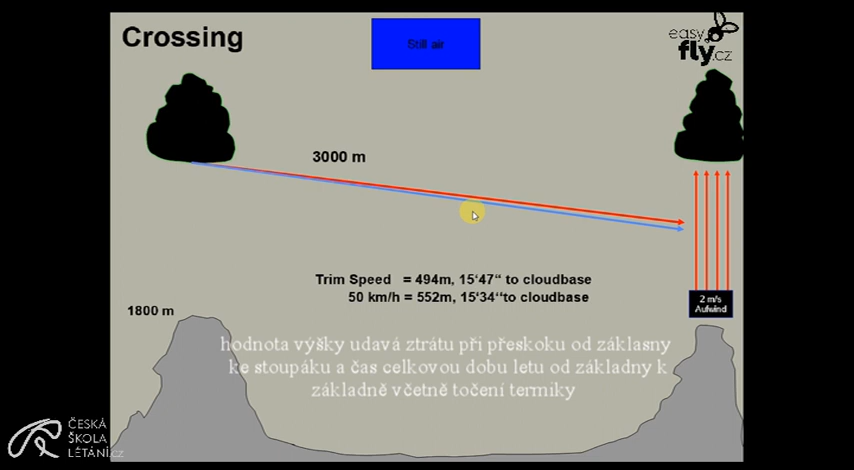 Crossing
Still air
easy
fly.cz
3000 m
Trim Speed = 494m, 15'47" to cloudbase
50 km/h = 552m, 15'34"to cloudbase
2 m/s
Aufwind
1800 m
hodnota výšky udavá ztrátu při přeskoku od záklasny
ke stoupáku a čas celkovou dobu letu od základny k
základně včetně točení termiky
ČESKÁ
ŠKOLA
LÉTÁNÍ.cz